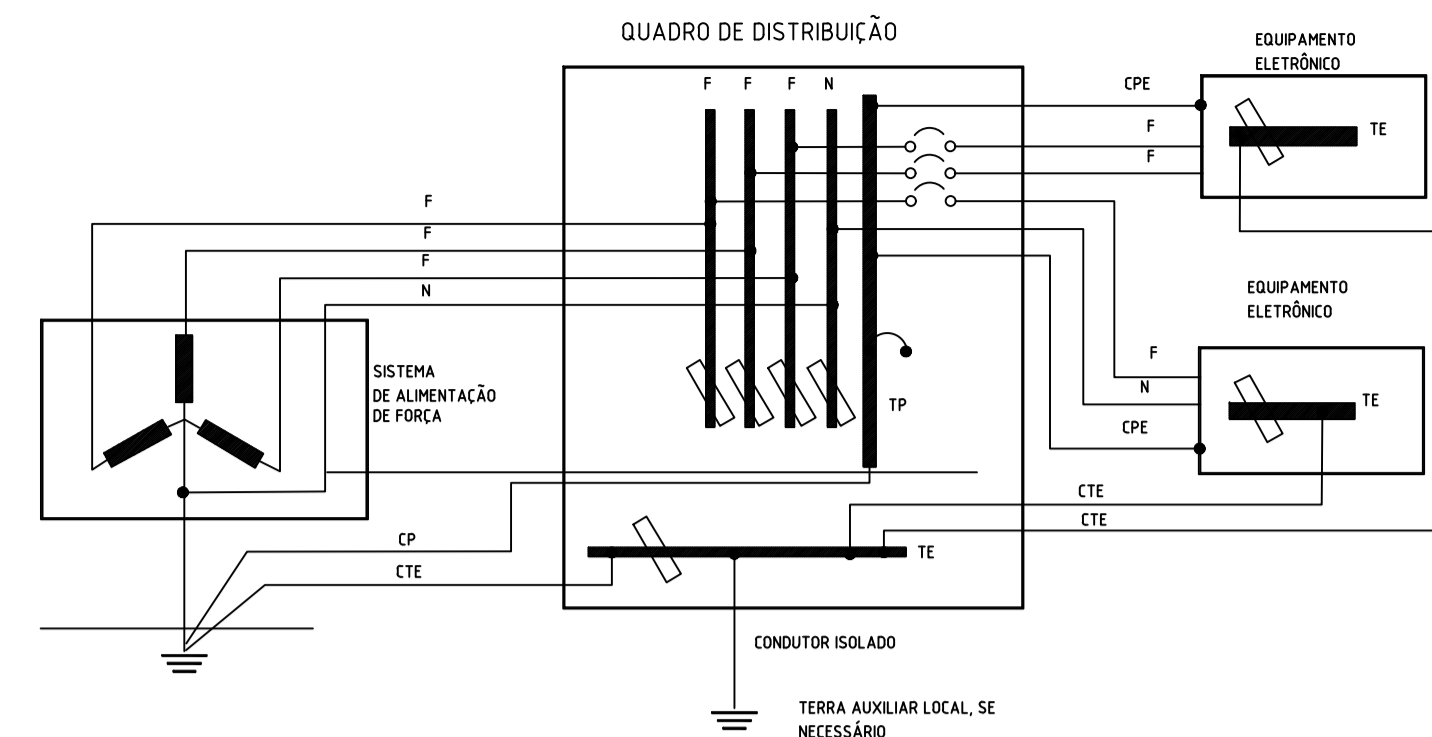 QUADRO DE DISTRIBUIÇÃO
EQUIPAMENTO
ELETRÔNICO
F F F N
CPE
F
F
TE
F
F
F
N
EQUIPAMENTO
ELETRÔNICO
SISTEMA
DE ALIMENTAÇÃO
DE FORÇA
TP
F
N
CPE
TE
CTE
CTE
CP
CTE
TE
CONDUTOR ISOLADO
TERRA AUXILIAR LOCAL, SE
NECESSÁRIO